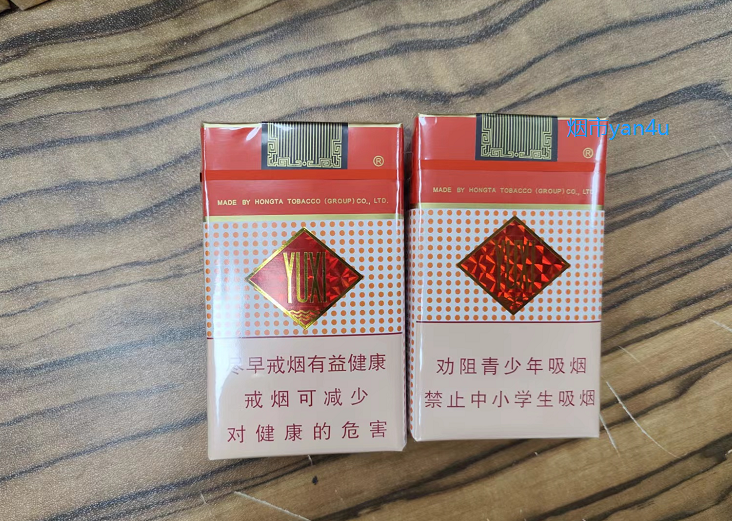 烟币yan4u
®
MADE BY HONGTA TOBACCO (GROUP) CO., LTD.
YUXI
尽早戒烟有益健康
戒烟可减少
对健康的危害
®
MADE BY HONGTA TOBACCO (GROUP) CO., LTD.
劝阻青少年吸烟
禁止中小学生吸烟